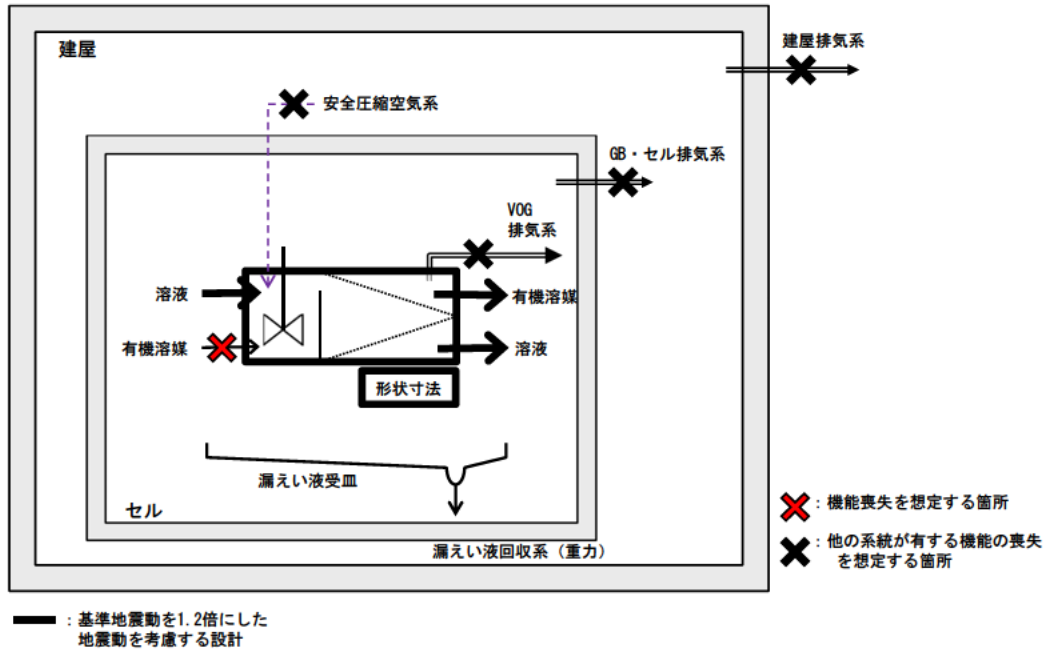 建屋
建屋排気系
安全圧縮空気系
GB・セル排気系
VOG
排気系
溶液
有機溶媒
有機溶媒
溶液
形状寸法
漏えい液受皿
セル
漏えい液回収系（重力）
：機能喪失を想定する箇所
：他の系統が有する機能の喪失
を想定する箇所
：基準地震動を1.2倍にした
地震動を考慮する設計